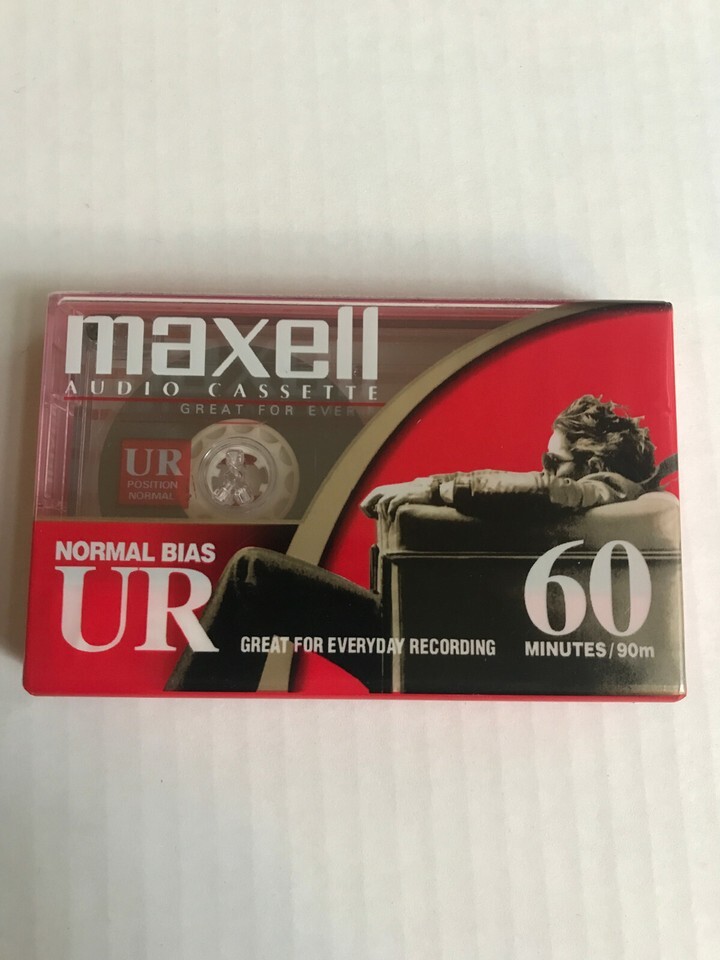 maxell
AUDIO CASSETTE
GREAT FOR EVER
UR
POSITION
NORMAL
NORMAL BIAS
UR
GREAT FOR EVERYDAY RECORDING
60
MINUTES/90m